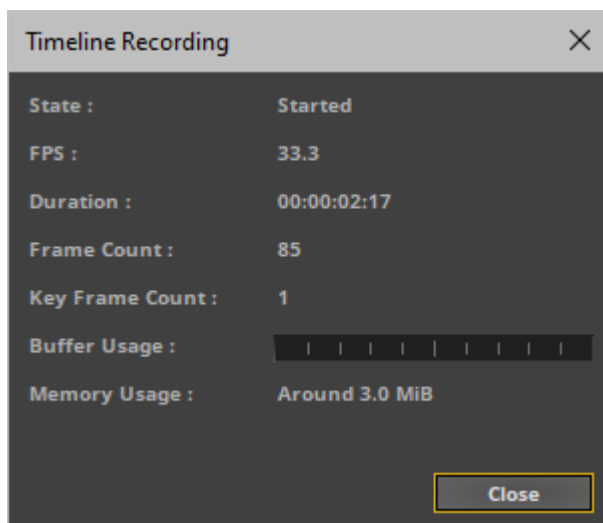 Timeline Recording
State : Started
FPS : 33.3
Duration : 00:00:02:17
Frame Count : 85
Key Frame Count : 1
Buffer Usage :
Memory Usage : Around 3.0 MiB
Close